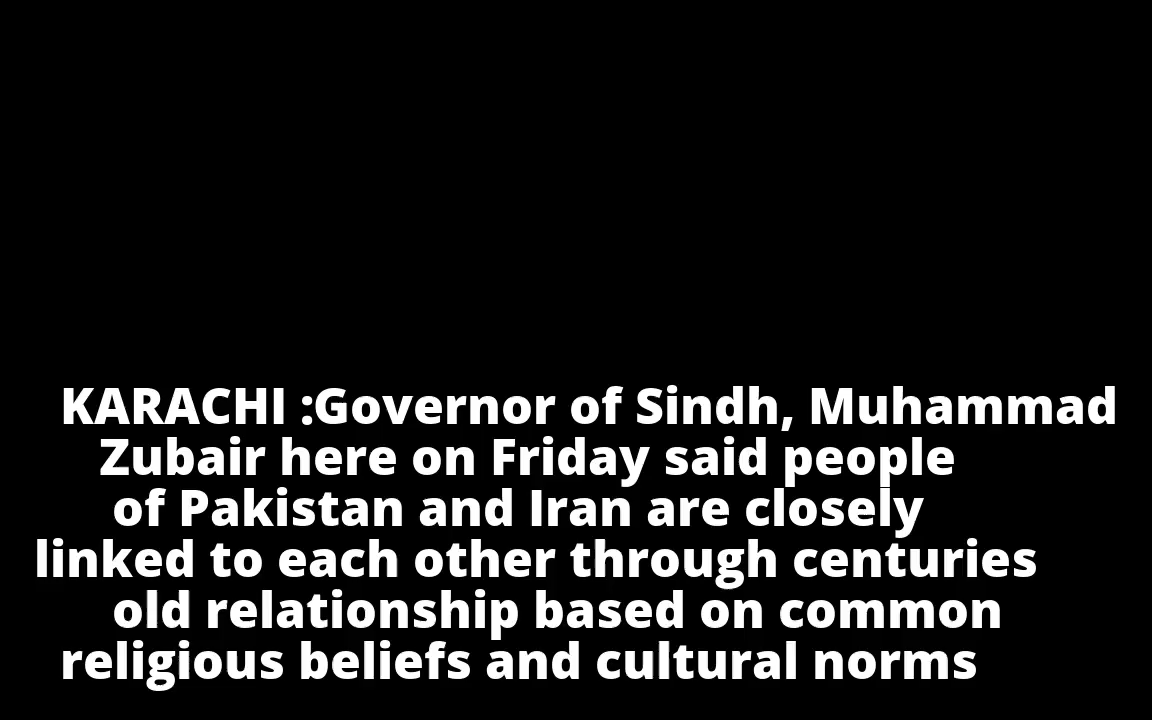 KARACHI :Governor of Sindh, Muhammad
Zubair here on Friday said people
of Pakistan and Iran are closely
linked to each other through centuries
old relationship based on common
religious beliefs and cultural norms